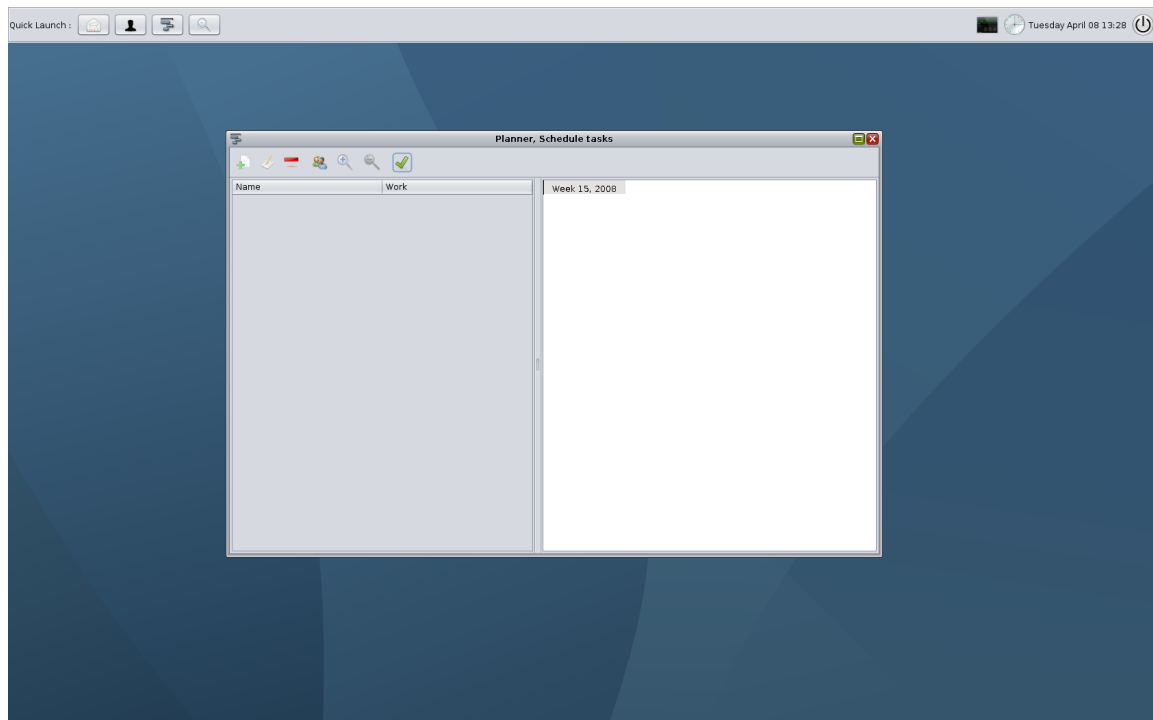 Quick Launch :
Tuesday April 08 13:28
Planner, Schedule tasks
Name
Work
Week 15, 2008